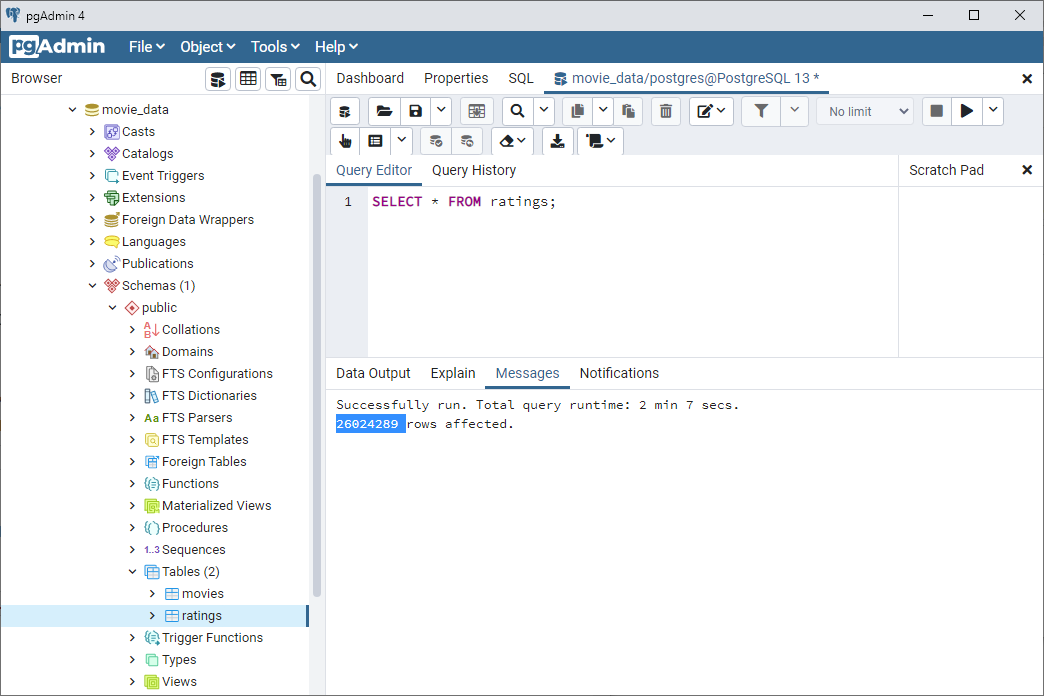 pgAdmin 4
pgAdmin File Object Tools Help
Browser
Dashboard Properties SQL movie_data/postgres@PostgreSQL 13 *
No limit
movie_data
Casts
Catalogs
Event Triggers
Extensions
Foreign Data Wrappers
Languages
Publications
Schemas (1)
public
Collations
Domains
FTS Configurations
FTS Dictionaries
Aa FTS Parsers
FTS Templates
Foreign Tables
Functions
Materialized Views
Procedures
1..3 Sequences
Tables (2)
movies
ratings
Trigger Functions
Types
Views
Query Editor Query History
Scratch Pad
1 SELECT * FROM ratings;
Data Output Explain Messages Notifications
Successfully run. Total query runtime: 2 min 7 secs.
26024289 rows affected.